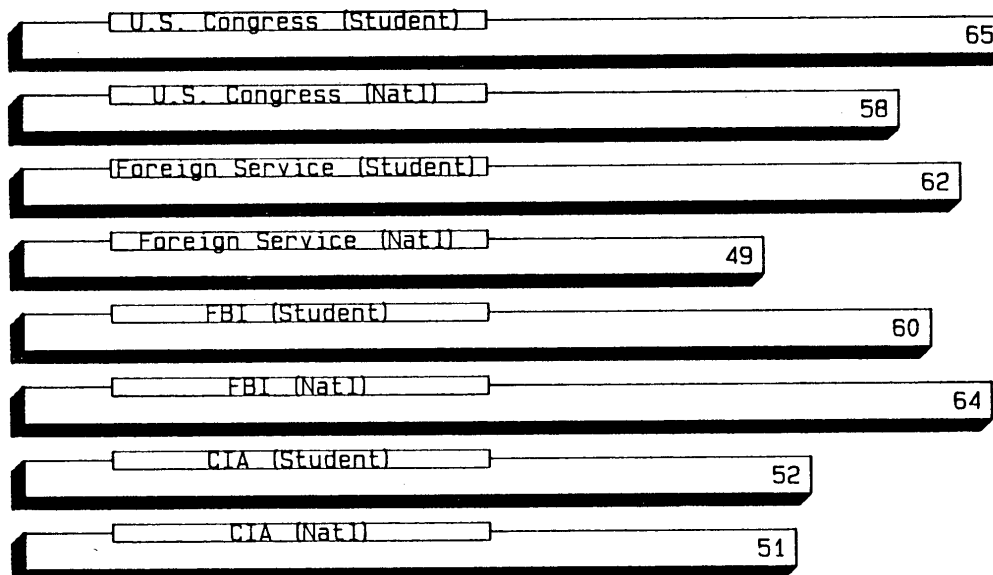 U.S. Congress (Student)
65
U.S. Congress (Natl)
58
Foreign Service (Student)
62
Foreign Service (Natl)
49
FBI (Student)
60
FBI (Natl)
64
CIA (Student)
52
CIA (Natl)
51